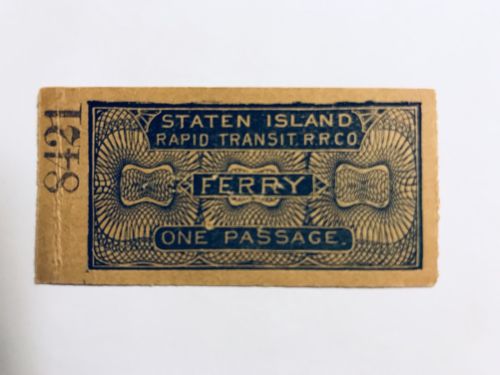 8421
STATEN ISLAND
RAPID TRANSIT. R.R.CO.
FERRY
ONE PASSAGE.